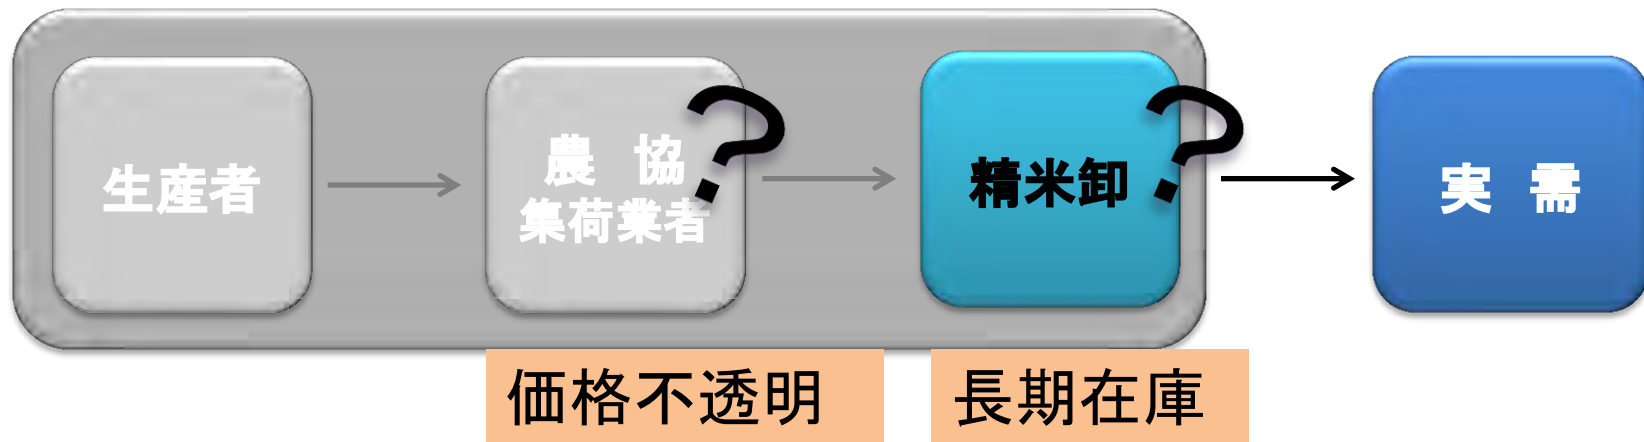 生産者
農　協
集荷業者
?
精米卸
?
実　需
価格不透明
長期在庫